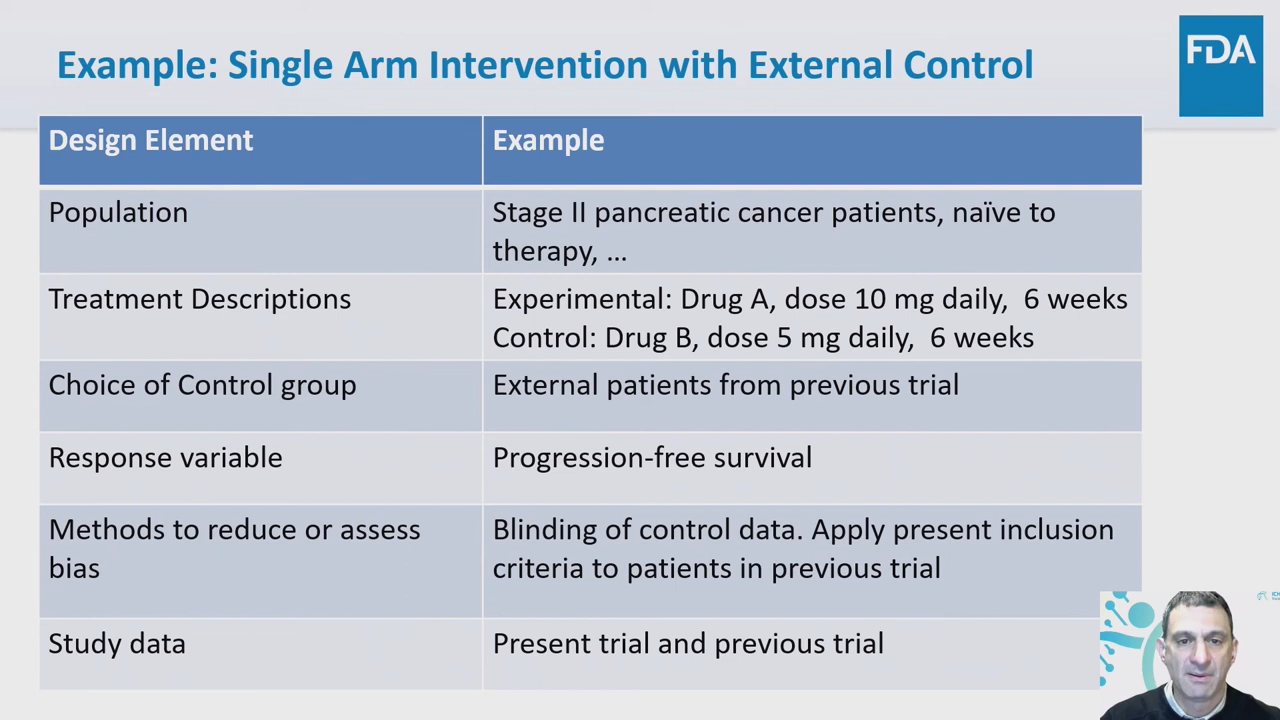 Example: Single Arm Intervention with External Control
FDA
Design Element
Example
Population
Stage II pancreatic cancer patients, naïve to
therapy, ...
Treatment Descriptions
Experimental: Drug A, dose 10 mg daily,  6 weeks
Control: Drug B, dose 5 mg daily,  6 weeks
Choice of Control group
External patients from previous trial
Response variable
Progression-free survival
Methods to reduce or assess
bias
Blinding of control data. Apply present inclusion
criteria to patients in previous trial
Study data
Present trial and previous trial